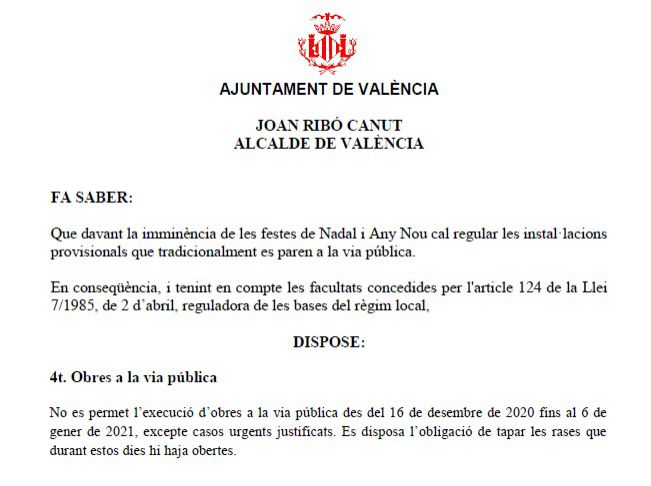 AJUNTAMENT DE VALÈNCIA
JOAN RIBÓ CANUT
ALCALDE DE VALÈNCIA
FA SABER:
Que davant la imminència de les festes de Nadal i Any Nou cal regular les instal·lacions
provisionals que tradicionalment es paren a la via pública.
En conseqüència, i tenint en compte les facultats concedides per l'article 124 de la Llei
7/1985, de 2 d’abril, reguladora de les bases del règim local,
DISPOSE:
4t. Obres a la via pública
No es permet l’execució d’obres a la via pública des del 16 de desembre de 2020 fins al 6 de
gener de 2021, excepte casos urgents justificats. Es disposa l’obligació de tapar les rases que
durant estos dies hi haja obertes.